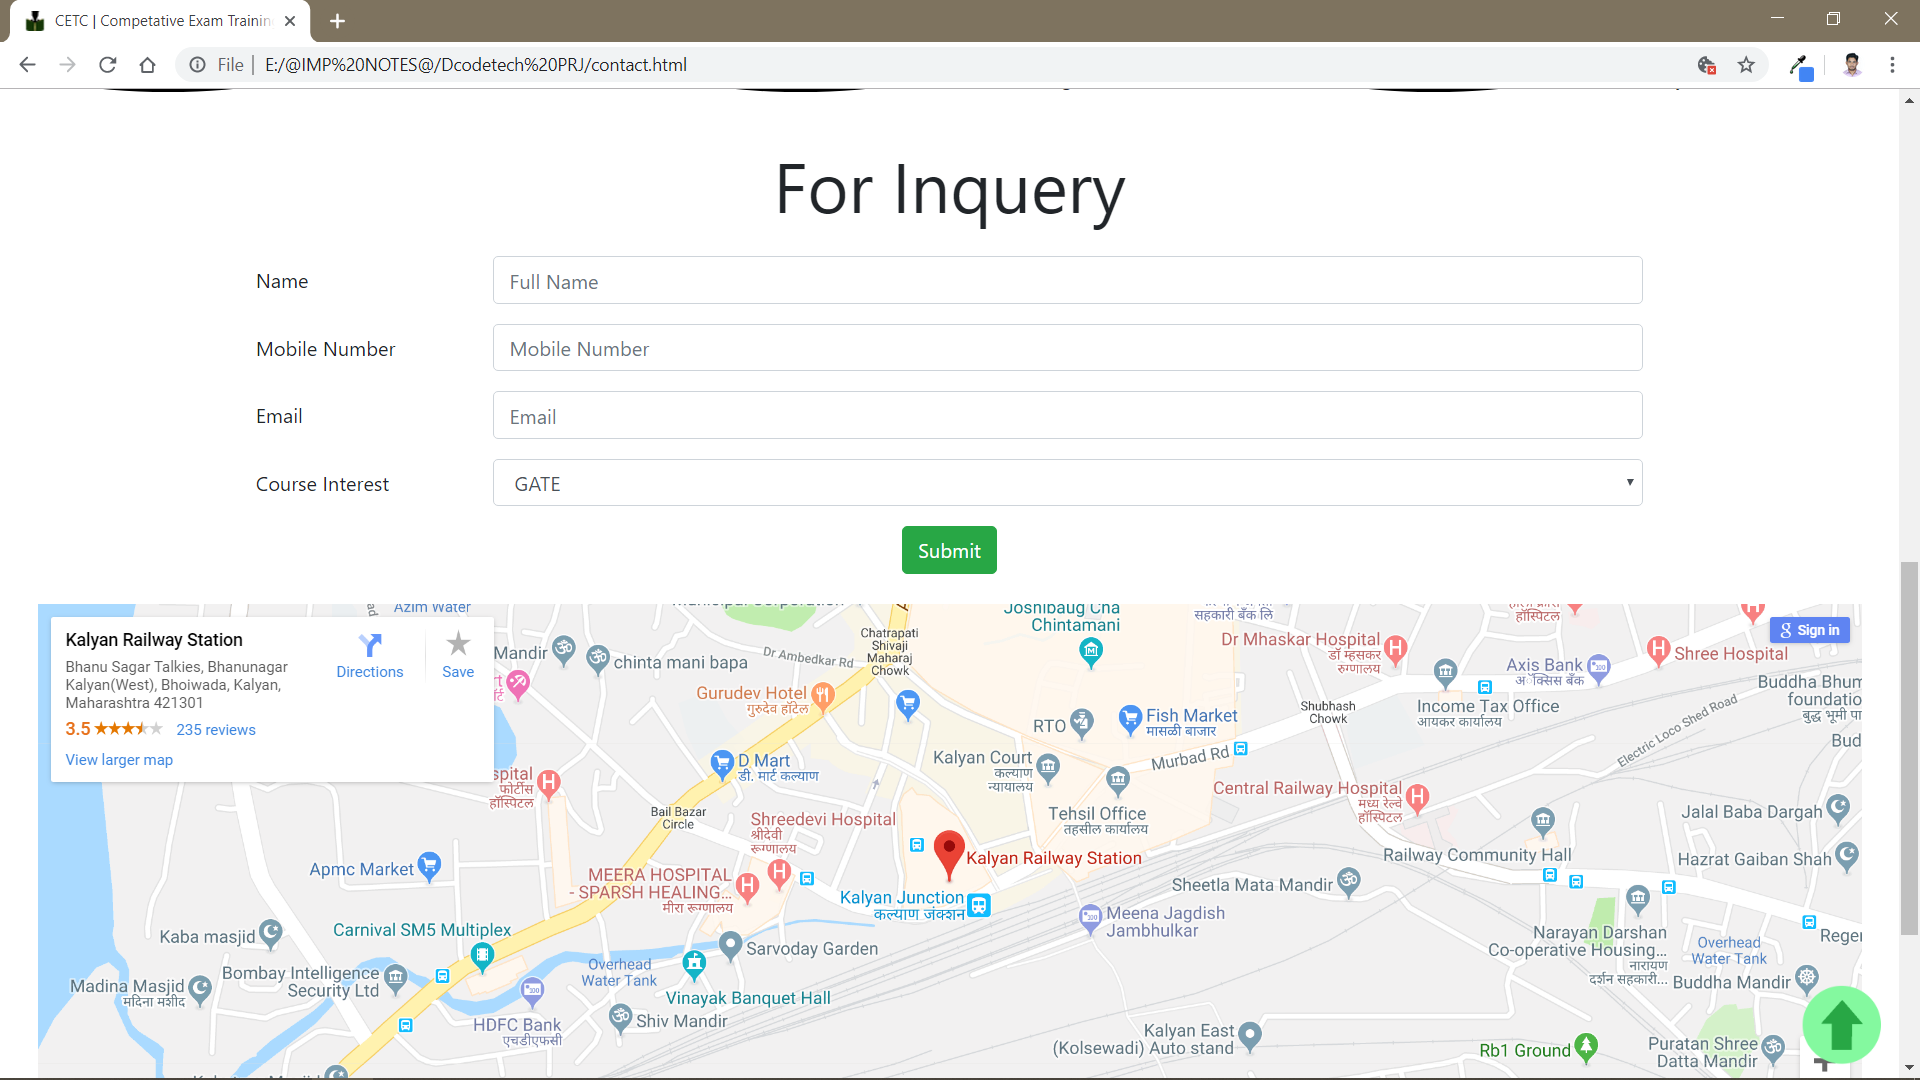 CETC | Competative Exam Trainin
File
E:/@IMP%20NOTES@/Dcodetech%20PRJ/contact.html
For Inquery
Name
Full Name
Mobile Number
Mobile Number
Email
Email
Course Interest
GATE
Submit
Kalyan Railway Station
Bhanu Sagar Talkies, Bhanunagar
Kalyan(West), Bhoiwada, Kalyan,
Maharashtra 421301
3.5
235 reviews
View larger map
Directions
Save
Sign in
Azim Water
Mandir
chinta mani bapa
Dr Ambedkar Rd
Chatrapati
Shivaji
Maharaj
Chowk
Joshibaug Cha
Chintamani
सहकारी बँक लि
Dr Mhaskar Hospital
डॉ म्हसकर
रुग्णालय
हॉस्पिटल
Shree Hospital
Axis Bank
अॅक्सिस बँक
Buddha Bhum
foundatio
बुद्ध भूमी पा
Income Tax Office
आयकर कार्यालय
Gurudev Hotel
गुरुदेव हॉटेल
RTO
Fish Market
मासळी बाजार
Shubhash
Chowk
Electric Loco Shed Road
Bud
Kalyan Court
कल्याण
न्यायालय
Murbad Rd
D Mart
डी. मार्ट कल्याण
spital
फोर्टीस
हॉस्पिटल
Central Railway Hospital
मध्य रेल्वे
हॉस्पिटल
Tehsil Office
तहसील कार्यालय
Bail Bazar
Circle
Shreedevi Hospital
श्रीदेवी
रूग्णालय
Jalal Baba Dargah
Kalyan Railway Station
Railway Community Hall
Hazrat Gaiban Shah
Apmc Market
MEERA HOSPITAL
- SPARSH HEALING...
मीरा रूग्णालय
Kalyan Junction
कल्याण जंक्शन
Sheetla Mata Mandir
Meena Jagdish
Jambhulkar
Kaba masjid
Carnival SM5 Multiplex
Sarvoday Garden
Narayan Darshan
Co-operative Housing...
नारायण
दर्शन सहकारी...
Overhead
Water Tank
Reger
Bombay Intelligence
Security Ltd
Overhead
Water Tank
Madina Masjid
मदिना मशीद
Buddha Mandir
Vinayak Banquet Hall
HDFC Bank
एचडीएफसी
Shiv Mandir
Kalyan East
(Kolsewadi) Auto stand
Rb1 Ground
Puratan Shree
Datta Mandir